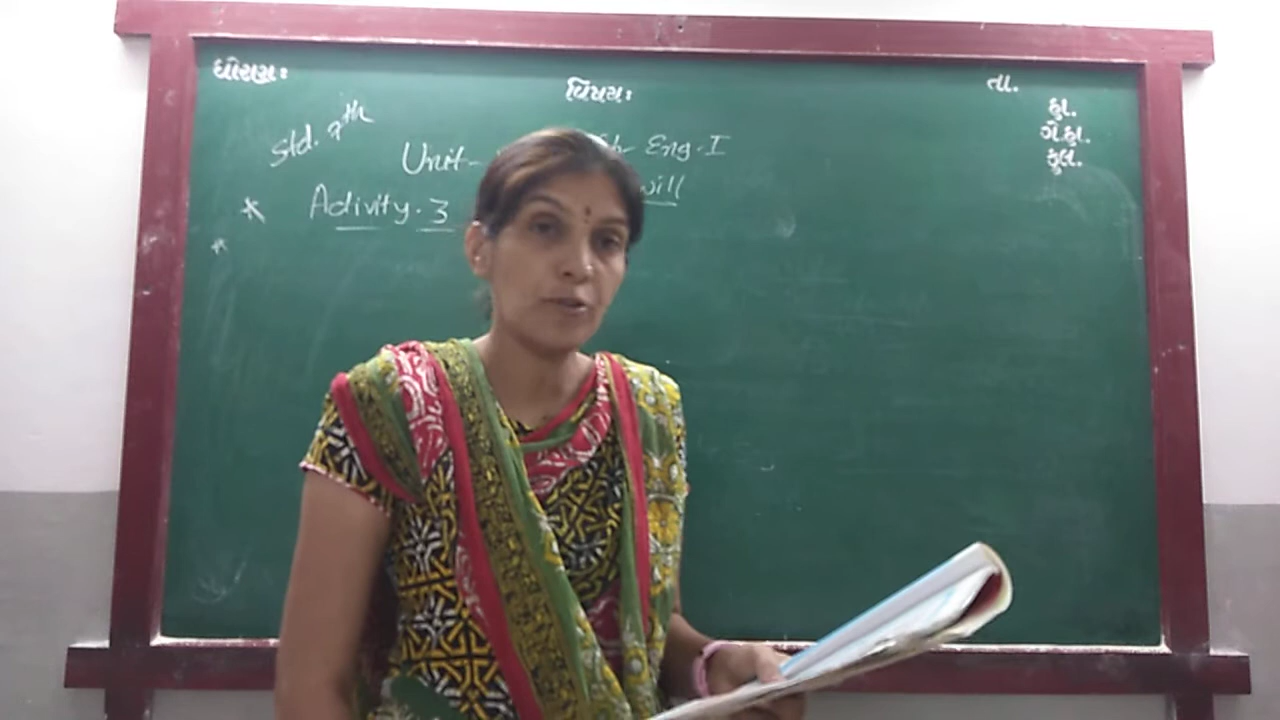 ધોરણઃ
વિષયઃ
તા.
હા.
ગે.હા.
કુલ.
Std. 9th
Unit- Eng-I
* Activity. 3 will
*